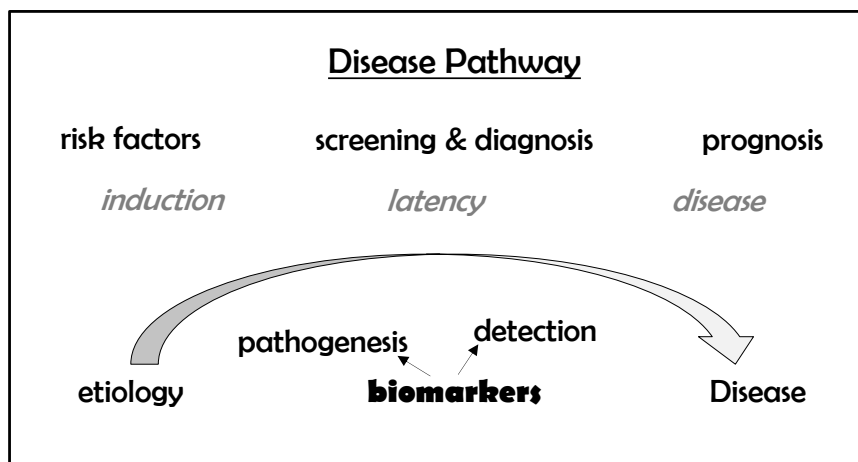 Disease Pathway
risk factors screening & diagnosis prognosis
induction latency disease
pathogenesis detection
etiology biomarkers Disease